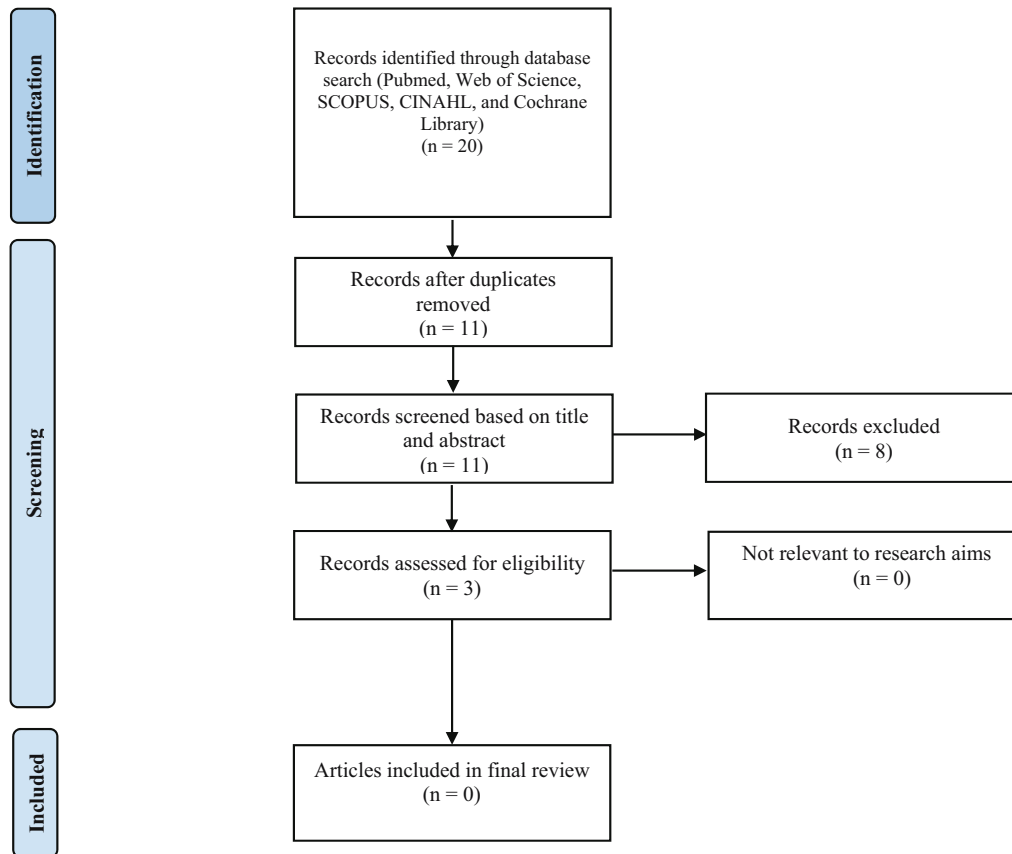 Identification
Records identified through database
search (Pubmed, Web of Science,
SCOPUS, CINAHL, and Cochrane
Library)
(n = 20)
Screening
Records after duplicates
removed
(n = 11)
Records screened based on title
and abstract
(n = 11)
Records excluded
(n = 8)
Records assessed for eligibility
(n = 3)
Not relevant to research aims
(n = 0)
Included
Articles included in final review
(n = 0)